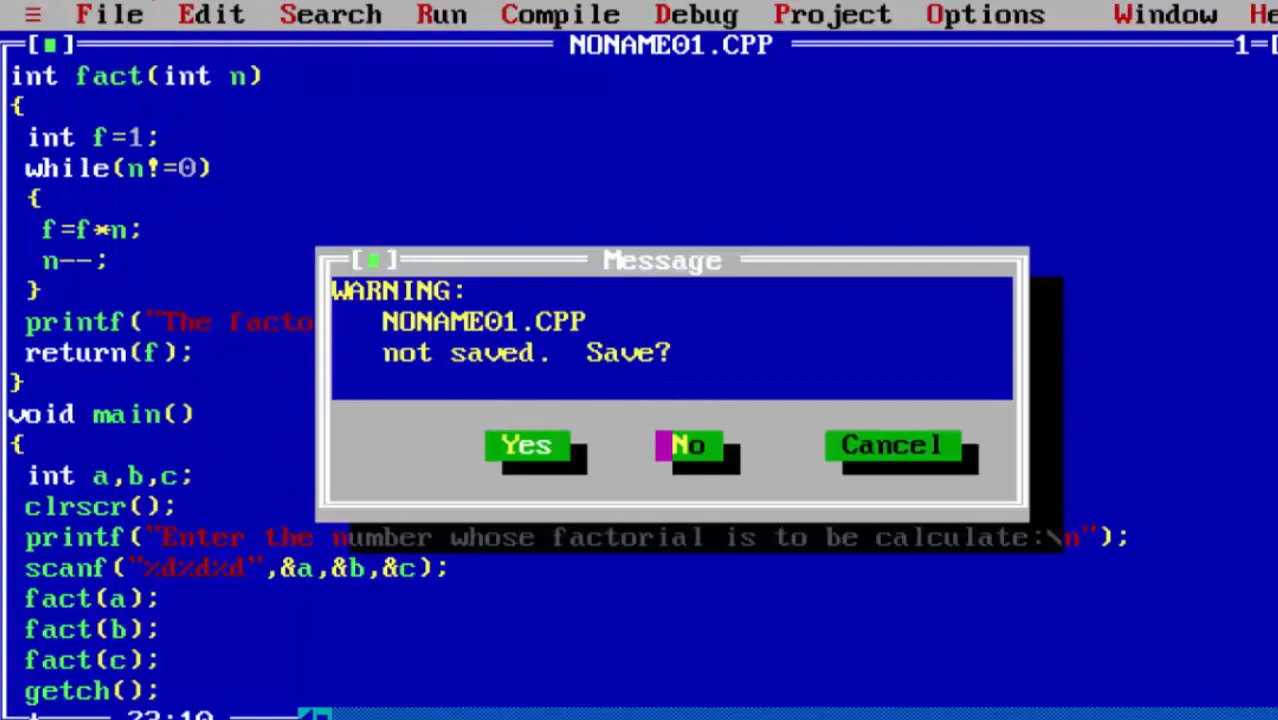 ≡ File Edit Search Run Compile Debug Project Options Window He
[■] NONAME01.CPP 1=[
int fact(int n)
{
int f=1;
while(n!=0)
{
f=f*n;
n--;
}
printf("The facto
return(f);
}
void main()
{
int a,b,c;
clrscr();
printf("Enter the number whose factorial is to be calculate:\n");
scanf("%d%d%d",&a,&b,&c);
fact(a);
fact(b);
fact(c);
getch();
[■] Message
WARNING:
NONAME01.CPP
not saved. Save?
Yes No Cancel